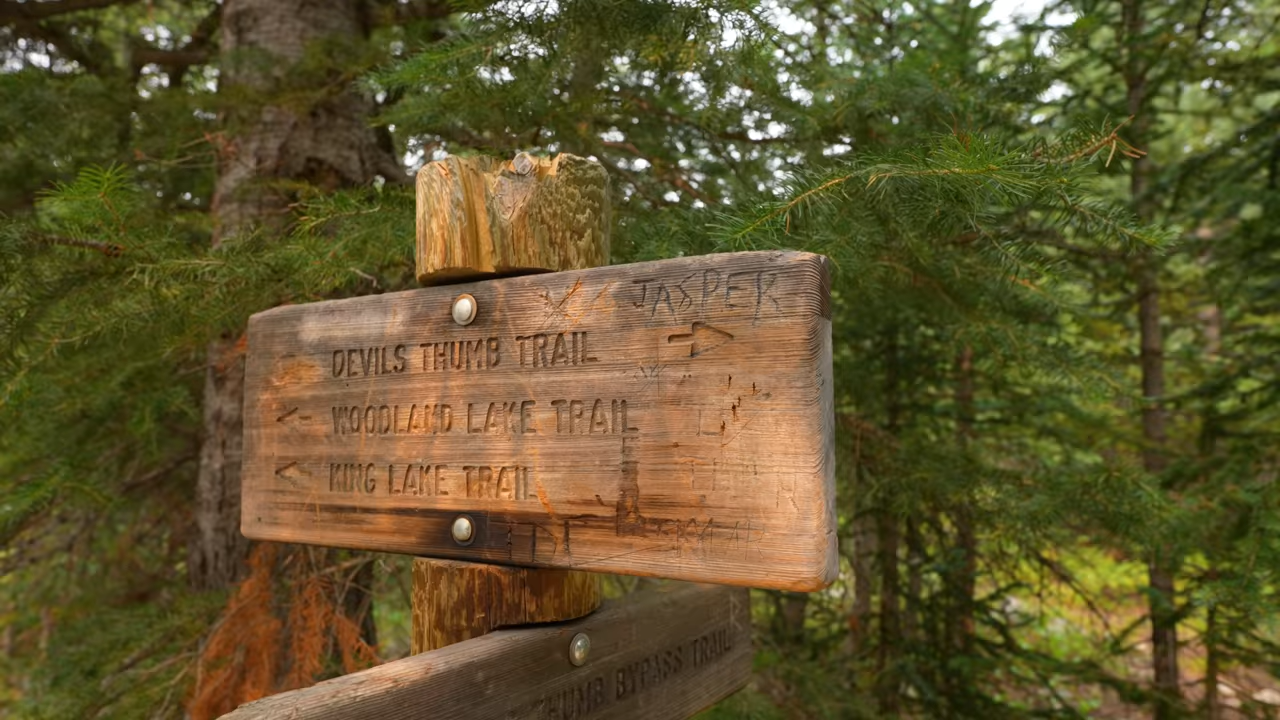 JASPER
DEVILS THUMB TRAIL
WOODLAND LAKE TRAIL
KING LAKE TRAIL
THUMB BYPASS TRAIL